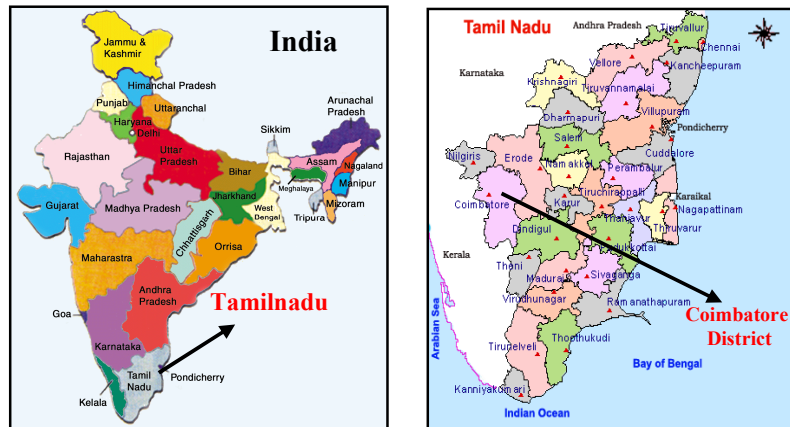 India
Jammu &
Kashmir
Himanchal Pradesh
Punjab
Uttaranchal
Haryana
Delhi
Arunachal
Pradesh
Sikkim
Rajasthan
Uttar
Pradesh
Assam
Nagaland
Bihar
Meghalaya
Manipur
Gujarat
Madhya Pradesh
Jharkhand
West
Bengal
Tripura
Mizoram
Chhattisgarh
Orrisa
Maharastra
Andhra
Pradesh
Tamilnadu
Goa
Karnataka
Tamil
Nadu
Pondicherry
Kelala
Tamil Nadu
Andhra Pradesh
Tiruvallur
Chennai
Vellore
Kancheepuram
Karnataka
Krishnagiri
Tiruvannamalai
Dharmapuri
Villupuram
Pondicherry
Salem
Cuddalore
Nilgiris
Erode
Namakkal
Perambalur
Coimbatore
Tiruchirappalli
Karur
Karaikal
Thanjavur
Nagapattinam
Thiruvarur
Dindigul
Pudukkottai
Kerala
Theni
Madurai
Sivaganga
Virudhunagar
Ramanathapuram
Coimbatore
District
Arabian Sea
Tirunelveli
Thoothukudi
Bay of Bengal
Kanniyakumari
Indian Ocean